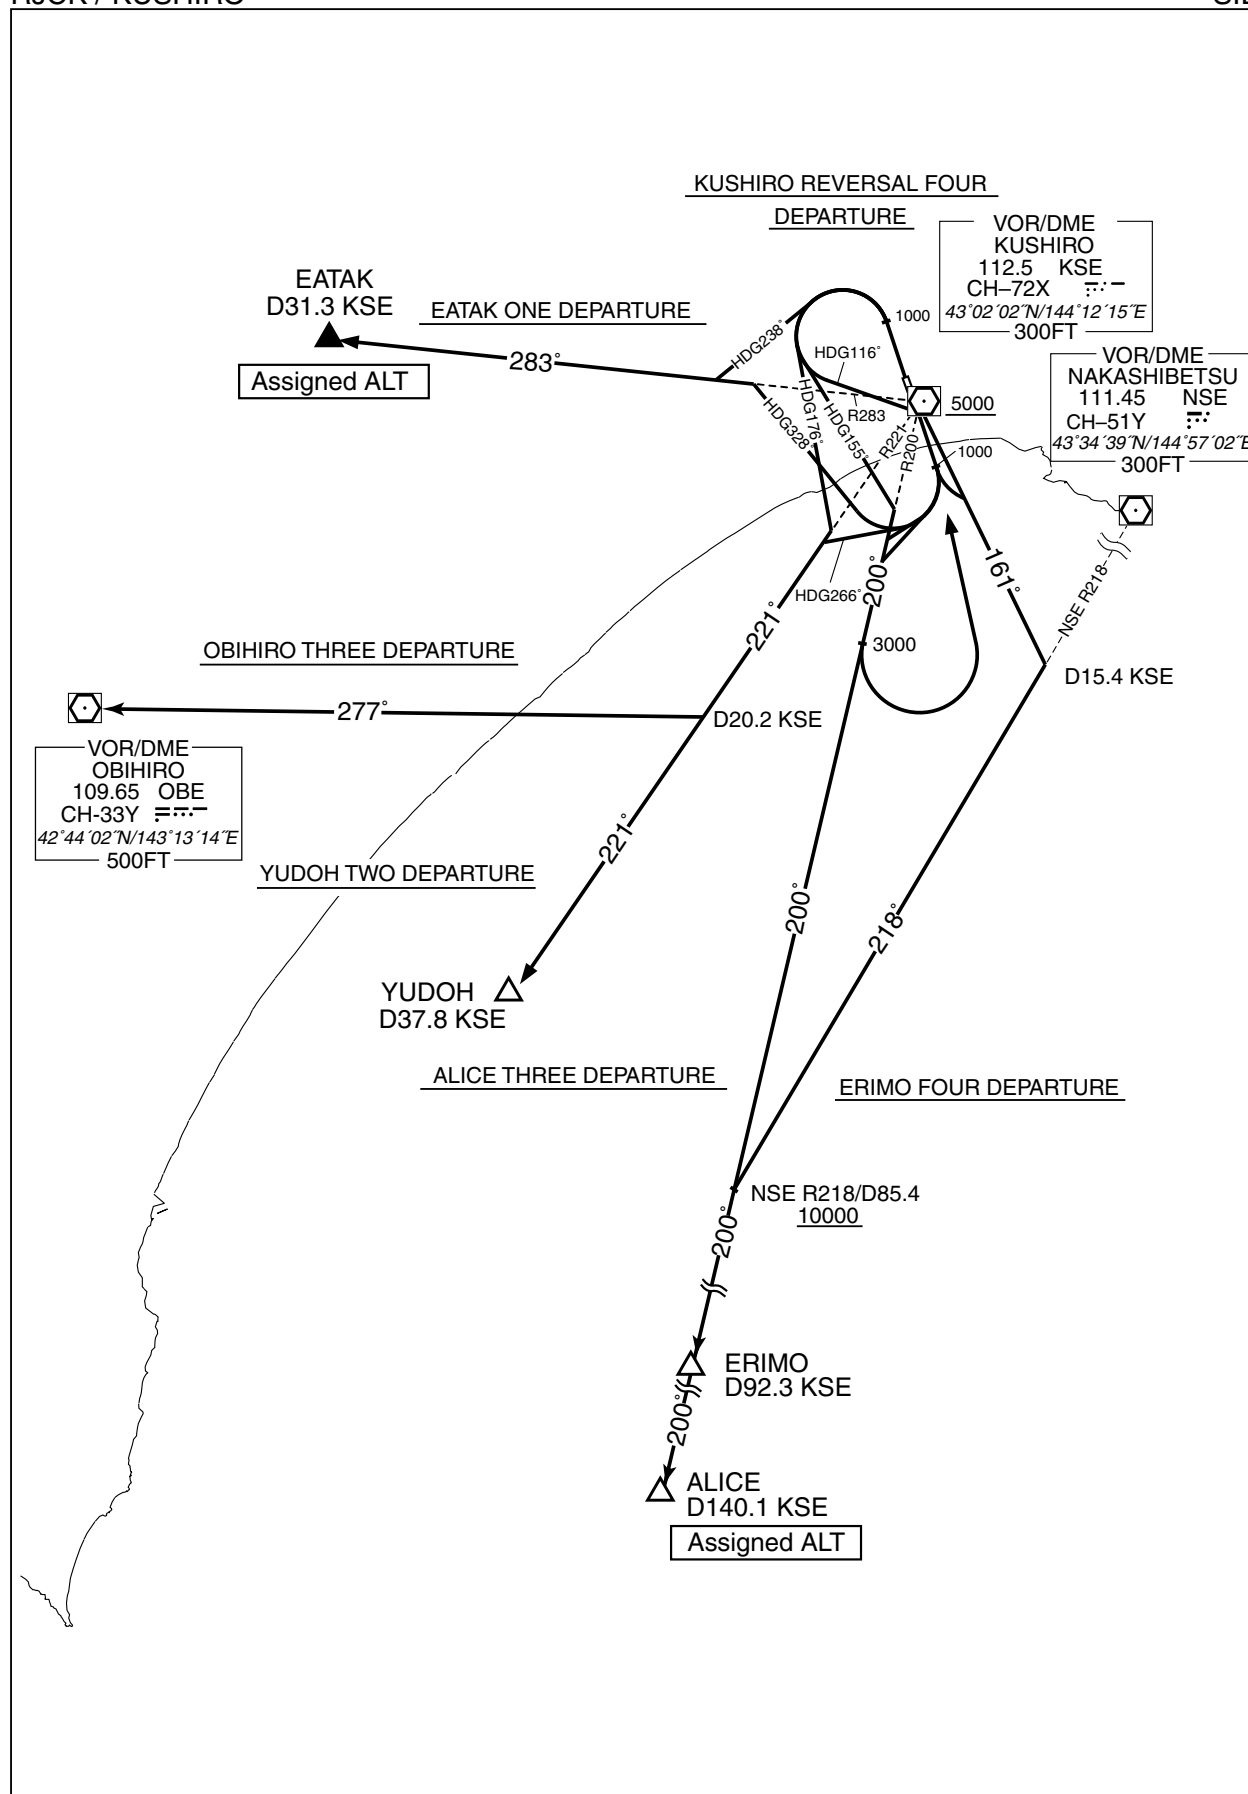 RJCK / KUSHIRO
KUSHIRO REVERSAL FOUR
DEPARTURE
VOR/DME
KUSHIRO
112.5 KSE
CH–72X
43°02´02˝N/144°12´15˝E
300FT
EATAK
D31.3 KSE
EATAK ONE DEPARTURE
Assigned ALT
283°
HDG238°
1000
HDG116°
R283
5000
VOR/DME
NAKASHIBETSU
111.45 NSE
CH–51Y
43°34´39˝N/144°57´02˝E
300FT
HDG328°
HDG176°
HDG155°
R221
R200
1000
161°
NSE R218
HDG266°
200°
221°
3000
D15.4 KSE
OBIHIRO THREE DEPARTURE
277°
D20.2 KSE
VOR/DME
OBIHIRO
109.65 OBE
CH-33Y
42°44´02˝N/143°13´14˝E
500FT
221°
YUDOH TWO DEPARTURE
200°
218°
YUDOH
D37.8 KSE
ALICE THREE DEPARTURE
ERIMO FOUR DEPARTURE
NSE R218/D85.4
10000
200°
ERIMO
D92.3 KSE
200°
ALICE
D140.1 KSE
Assigned ALT